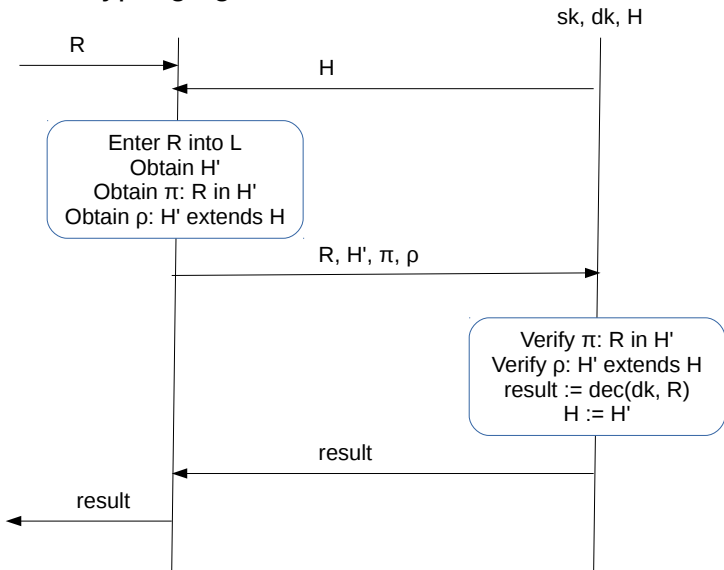 sk, dk, H
R
H
Enter R into L
Obtain H'
Obtain π: R in H'
Obtain ρ: H' extends H
R, H', π, ρ
Verify π: R in H'
Verify ρ: H' extends H
result := dec(dk, R)
H := H'
result
result